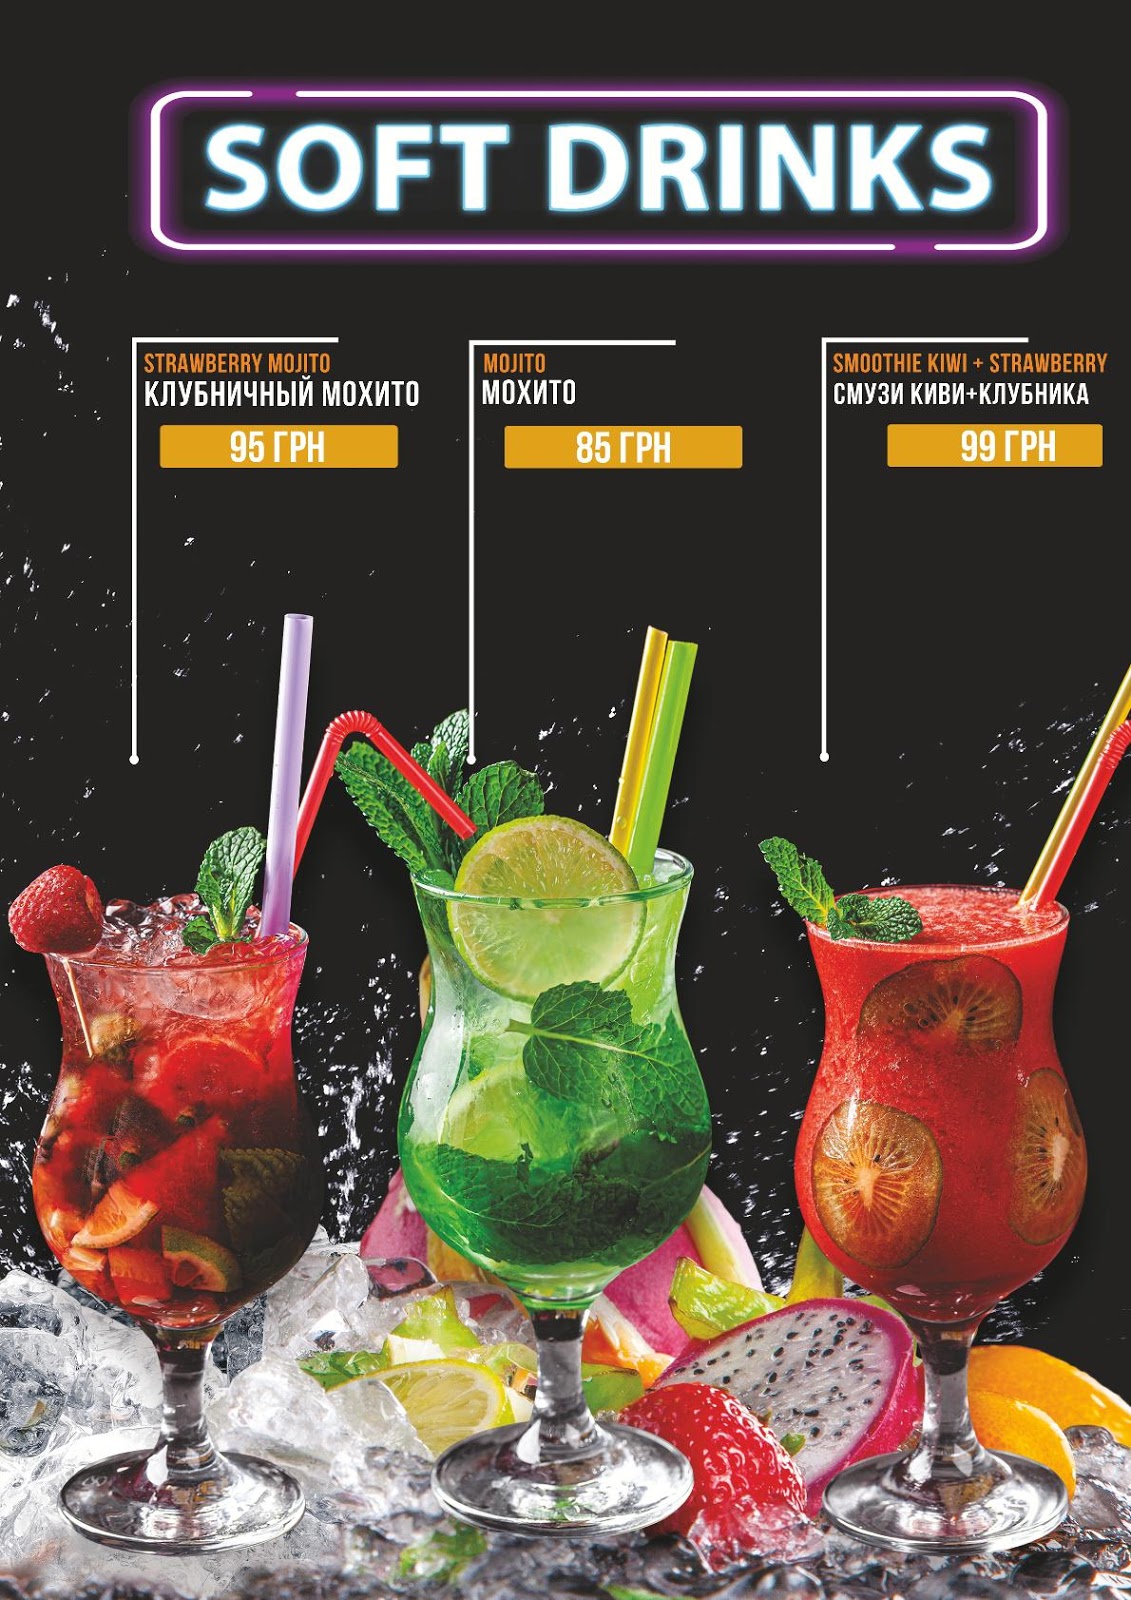 SOFT DRINKS
STRAWBERRY MOJITO
КЛУБНИЧНЫЙ МОХИТО
95 ГРН
MOJITO
МОХИТО
85 ГРН
SMOOTHIE KIWI + STRAWBERRY
СМУЗИ КИВИ+КЛУБНИКА
99 ГРН